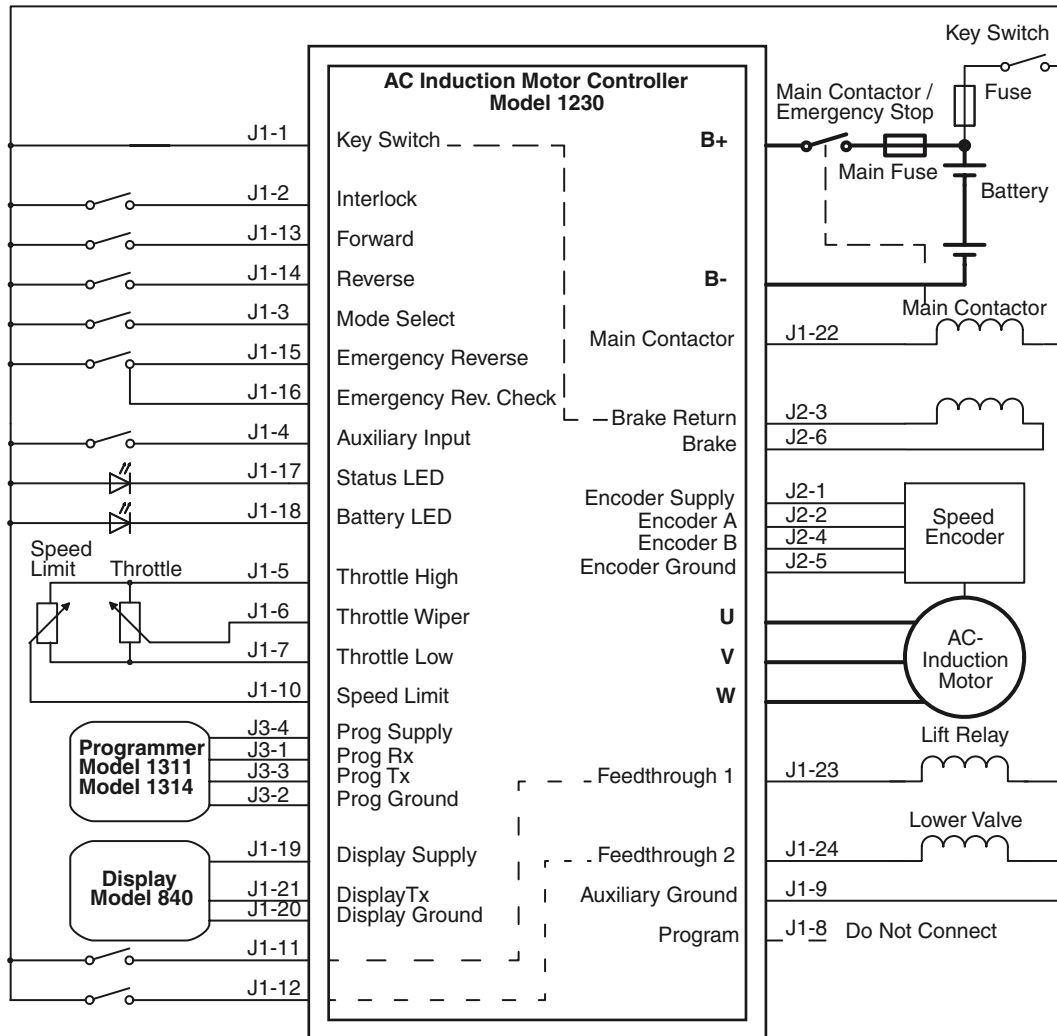 Key Switch
AC Induction Motor Controller
Model 1230
Main Contactor /
Emergency Stop
Fuse
J1-1
Key Switch
B+
Main Fuse
Battery
J1-2
Interlock
J1-13
Forward
J1-14
Reverse
B-
J1-3
Mode Select
Main Contactor
J1-22
Main Contactor
J1-15
Emergency Reverse
J1-16
Emergency Rev. Check
Brake Return
J2-3
Brake
J2-6
J1-4
Auxiliary Input
J1-17
Status LED
J1-18
Battery LED
Encoder Supply
J2-1
Encoder A
J2-2
Encoder B
J2-4
Encoder Ground
J2-5
Speed
Encoder
Speed
Limit
Throttle
J1-5
Throttle High
J1-6
Throttle Wiper
U
J1-7
Throttle Low
V
J1-10
Speed Limit
W
AC-
Induction
Motor
Programmer
Model 1311
Model 1314
J3-4
Prog Supply
J3-1
Prog Rx
J3-3
Prog Tx
J3-2
Prog Ground
Feedthrough 1
J1-23
Lift Relay
Display
Model 840
J1-19
Display Supply
J1-21
DisplayTx
J1-20
Display Ground
Feedthrough 2
J1-24
Lower Valve
Auxiliary Ground
J1-9
Program
J1-8
Do Not Connect
J1-11
J1-12